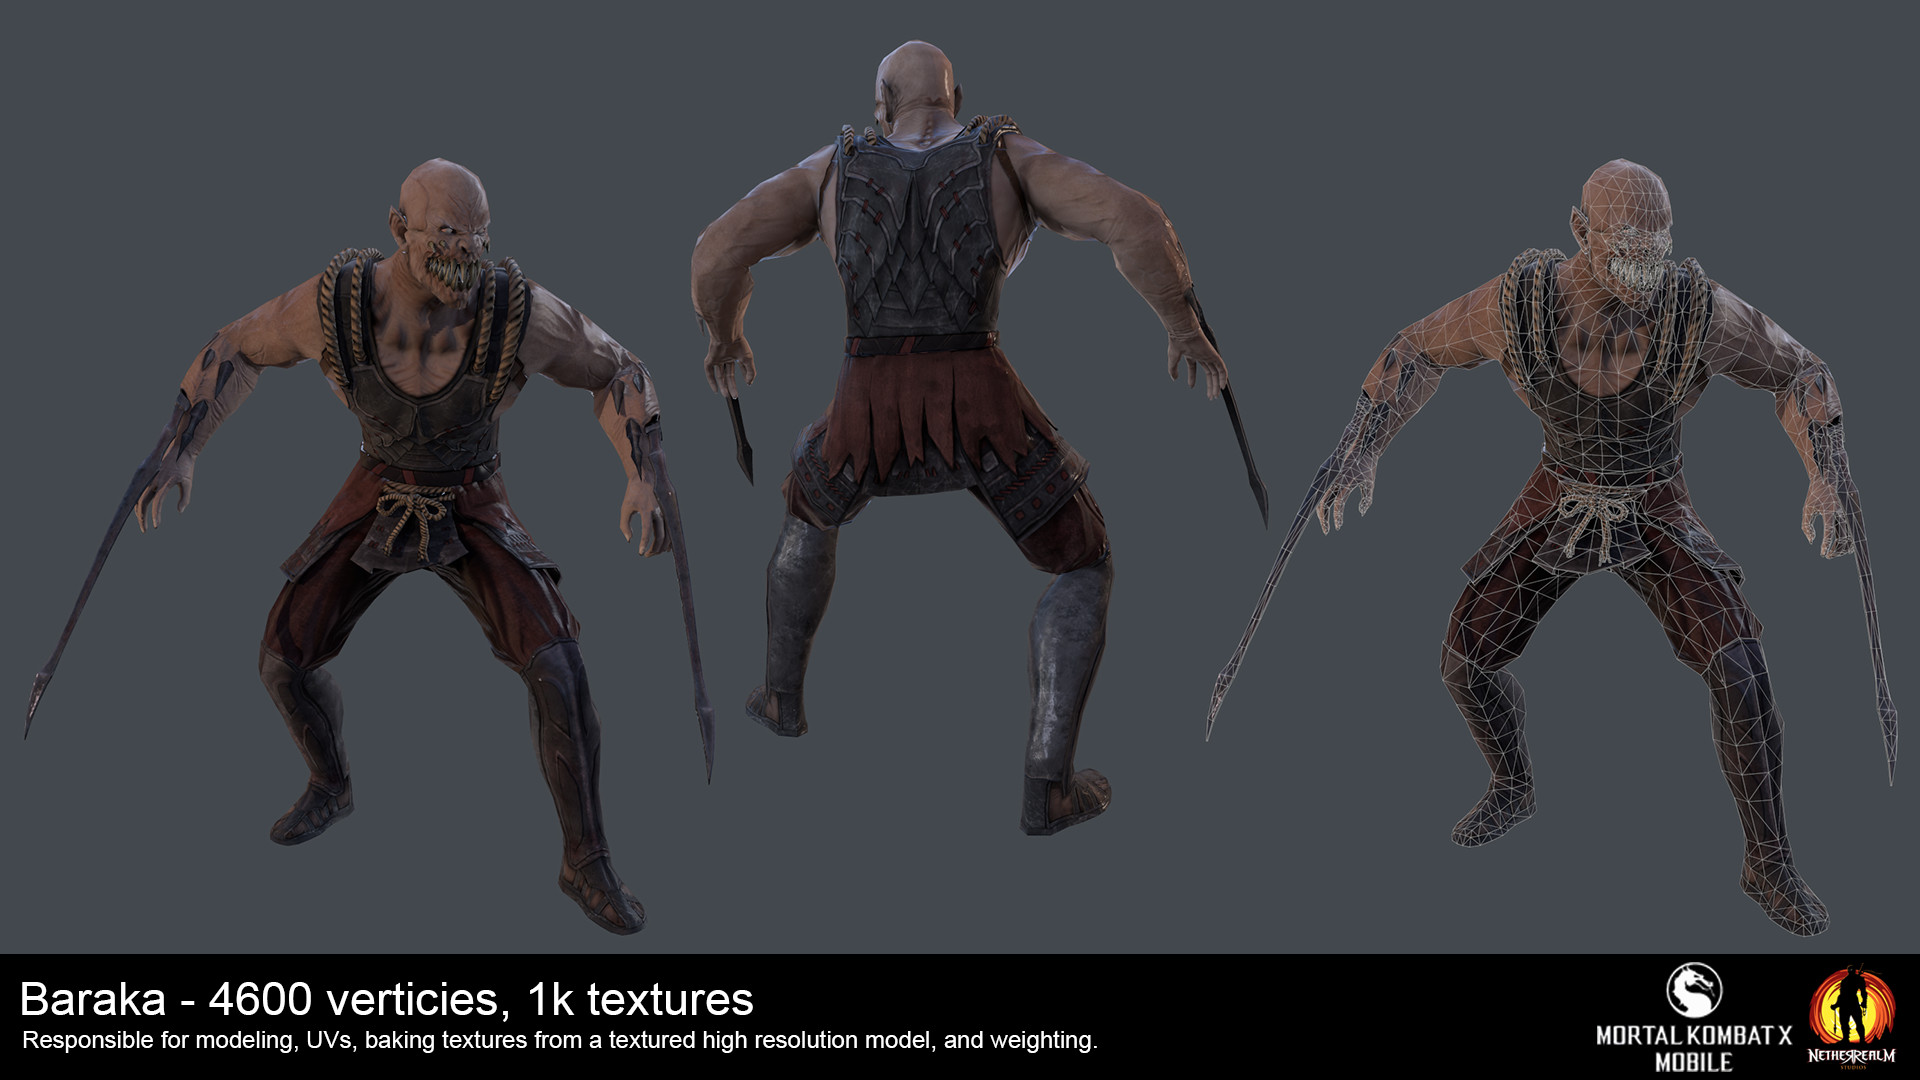 Baraka - 4600 verticies, 1k textures
Responsible for modeling, UVs, baking textures from a textured high resolution model, and weighting.
MORTAL KOMBAT X
MOBILE
NETHERREALM
STUDIOS